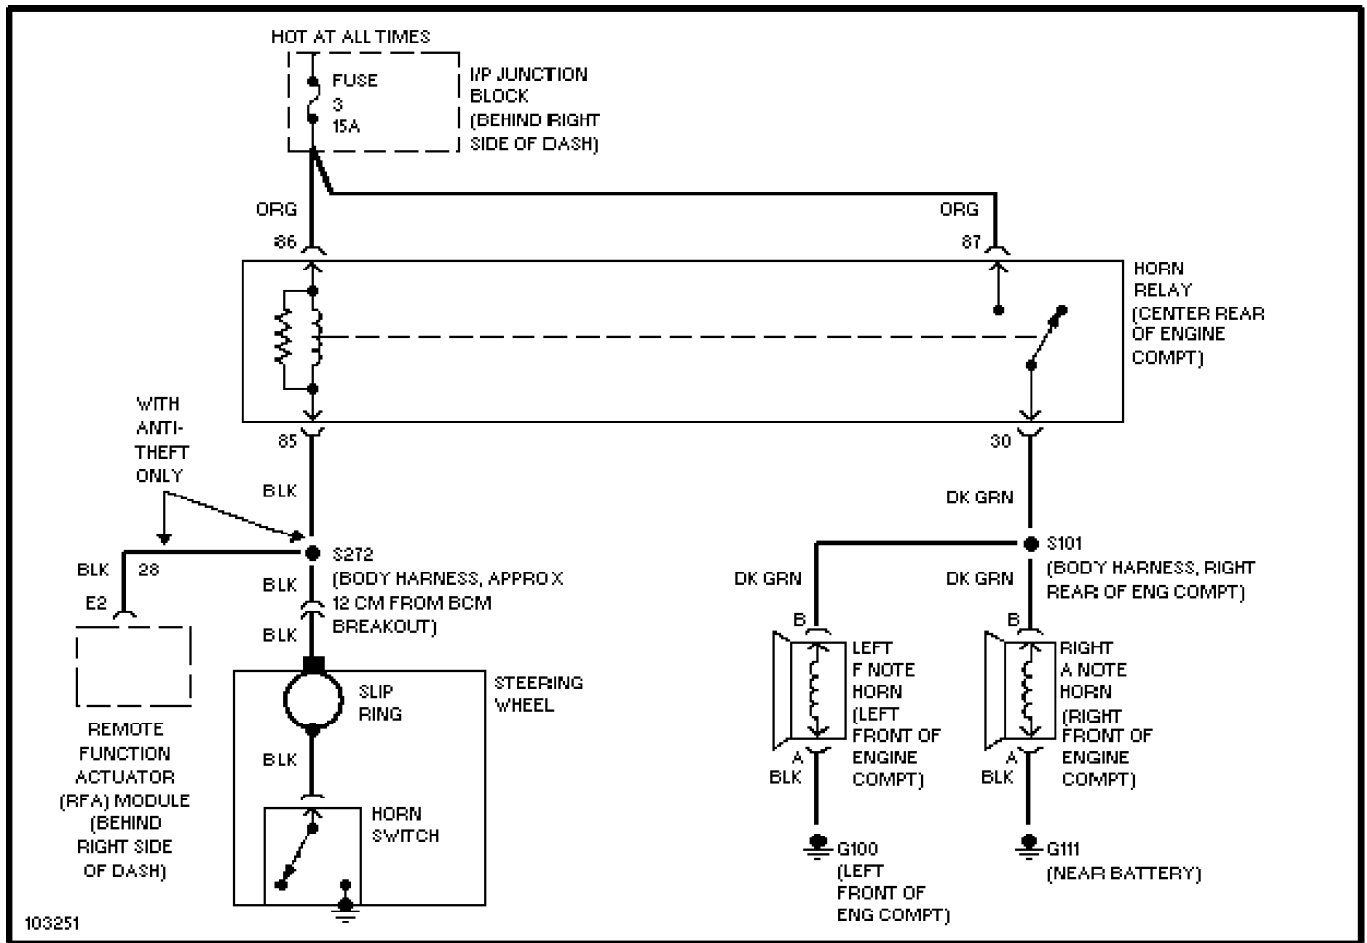 HOT AT ALL TIMES
FUSE
3
15A
I/P JUNCTION
BLOCK
(BEHIND RIGHT
SIDE OF DASH)
ORG
86
ORG
87
HORN
RELAY
(CENTER REAR
OF ENGINE
COMPT)
WITH
ANTI-
THEFT
ONLY
85
BLK
30
DK GRN
BLK
28
E2
S272
(BODY HARNESS, APPROX
12 CM FROM BCM
BREAKOUT)
BLK
BLK
S101
(BODY HARNESS, RIGHT
REAR OF ENG COMPT)
DK GRN
DK GRN
B
B
REMOTE
FUNCTION
ACTUATOR
(RFA) MODULE
(BEHIND
RIGHT SIDE
OF DASH)
SLIP
RING
STEERING
WHEEL
BLK
HORN
SWITCH
LEFT
F NOTE
HORN
(LEFT
FRONT OF
ENGINE
COMPT)
A
BLK
RIGHT
A NOTE
HORN
(RIGHT
FRONT OF
ENGINE
COMPT)
A
BLK
G100
(LEFT
FRONT OF
ENG COMPT)
G111
(NEAR BATTERY)
103251